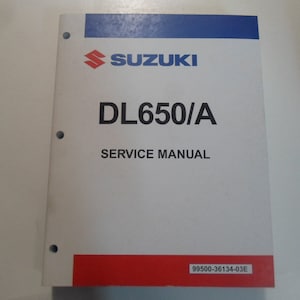 SUZUKI
DL650/A
SERVICE MANUAL
99500-36134-03E